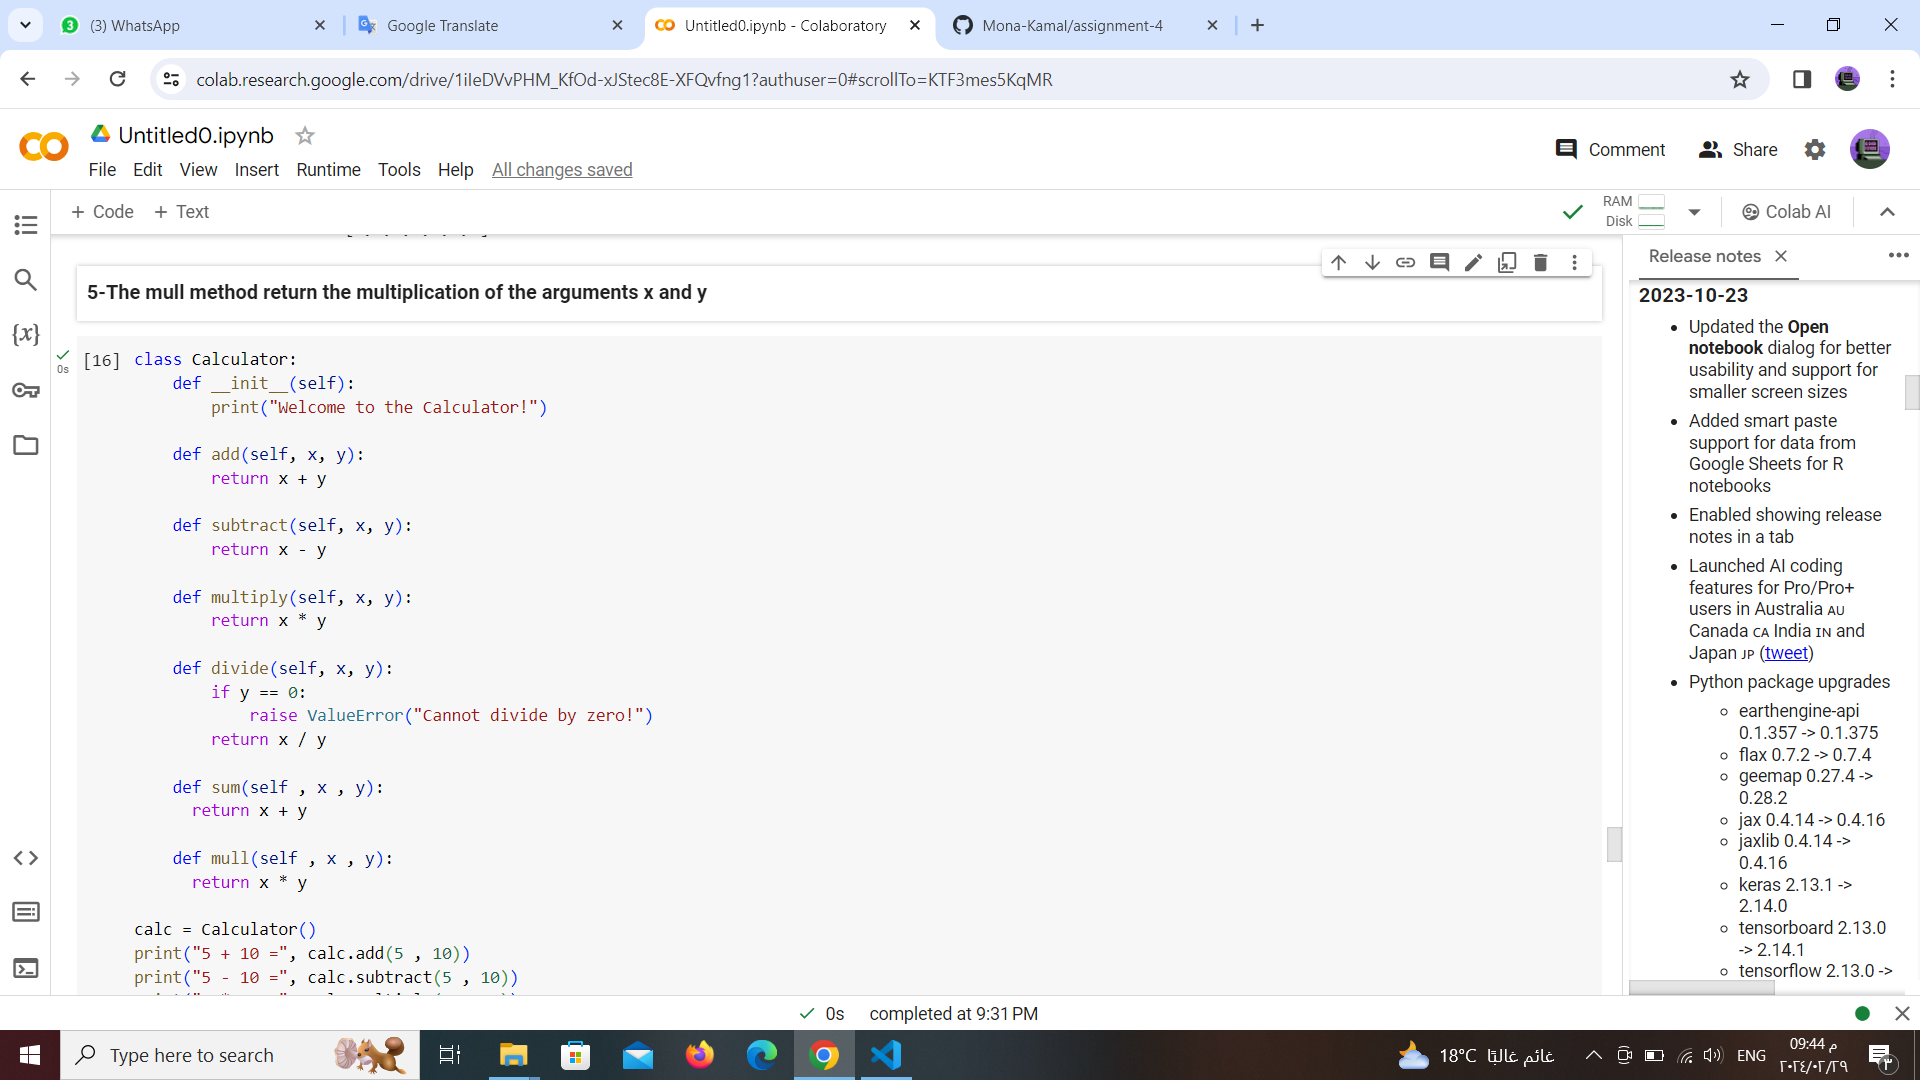 (3) WhatsApp
Google Translate
Untitled0.ipynb - Colaboratory
Mona-Kamal/assignment-4
colab.research.google.com/drive/1iIeDVvPHM_KfOd-xJStec8E-XFQvfng1?authuser=0#scrollTo=KTF3mes5KqMR
Untitled0.ipynb
Comment
Share
File Edit View Insert Runtime Tools Help All changes saved
+ Code + Text
RAM
Disk
Colab AI
Release notes
5-The mull method return the multiplication of the arguments x and y
0s
[16] class Calculator:
    def __init__(self):
        print("Welcome to the Calculator!")
    def add(self, x, y):
        return x + y
    def subtract(self, x, y):
        return x - y
    def multiply(self, x, y):
        return x * y
    def divide(self, x, y):
        if y == 0:
            raise ValueError("Cannot divide by zero!")
        return x / y
    def sum(self , x , y):
      return x + y
    def mull(self , x , y):
      return x * y
calc = Calculator()
print("5 + 10 =", calc.add(5 , 10))
print("5 - 10 =", calc.subtract(5 , 10))
2023-10-23
• Updated the Open
notebook dialog for better
usability and support for
smaller screen sizes
• Added smart paste
support for data from
Google Sheets for R
notebooks
• Enabled showing release
notes in a tab
• Launched AI coding
features for Pro/Pro+
users in Australia AU
Canada CA India IN and
Japan JP (tweet)
• Python package upgrades
◦ earthengine-api
0.1.357 -> 0.1.375
◦ flax 0.7.2 -> 0.7.4
◦ geemap 0.27.4 ->
0.28.2
◦ jax 0.4.14 -> 0.4.16
◦ jaxlib 0.4.14 ->
0.4.16
◦ keras 2.13.1 ->
2.14.0
◦ tensorboard 2.13.0
-> 2.14.1
◦ tensorflow 2.13.0 ->
0s completed at 9:31 PM
Type here to search
18°C غائم غالبًا
ENG
09:44 م
٢٠٢٤/٠٢/٢٩
٣